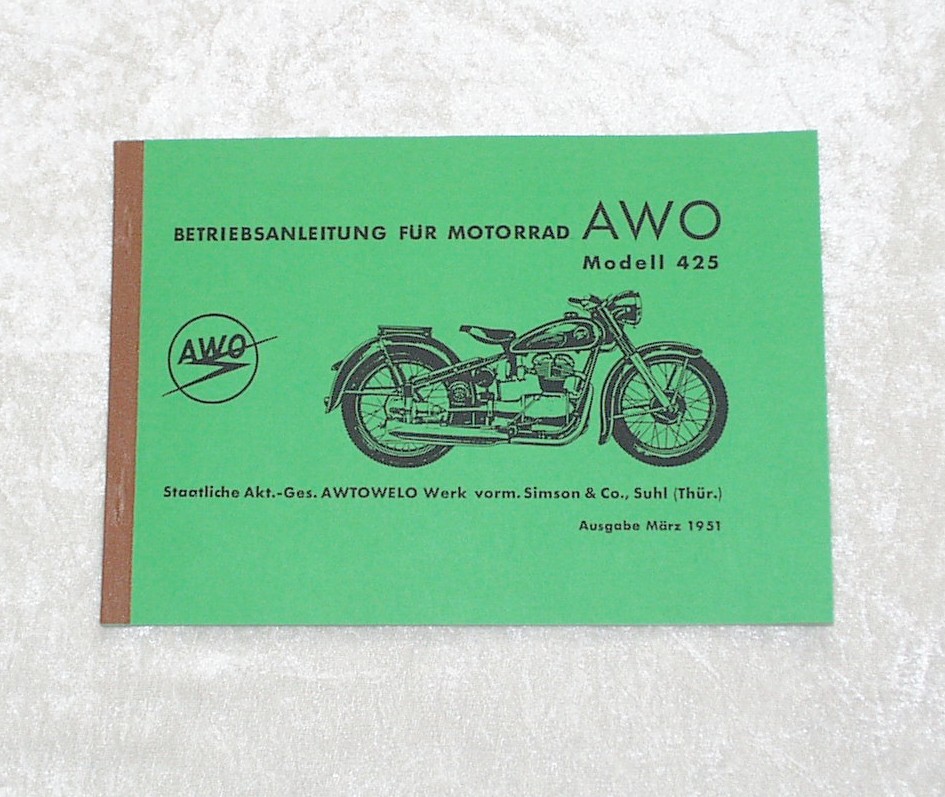 BETRIEBSANLEITUNG FÜR MOTORRAD AWO
Modell 425
AWO
Staatliche Akt.-Ges. AWTOWELO Werk vorm. Simson & Co., Suhl (Thür.)
Ausgabe März 1951